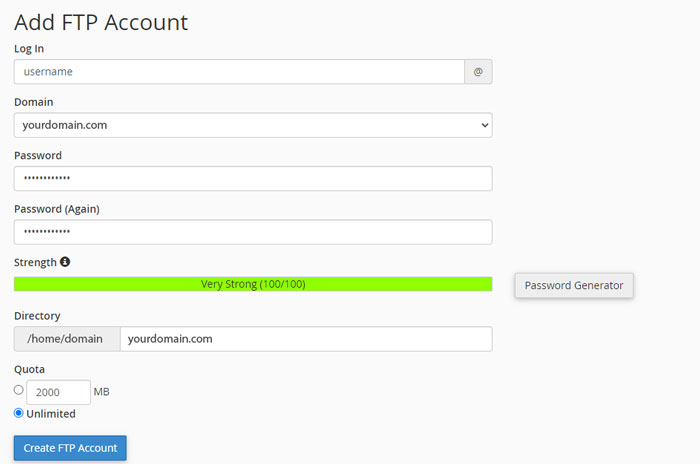 Add FTP Account
Log In
username @
Domain
yourdomain.com
Password
••••••••••••
Password (Again)
••••••••••••
Strength
Very Strong (100/100) Password Generator
Directory
/home/domain yourdomain.com
Quota
2000 MB
Unlimited
Create FTP Account